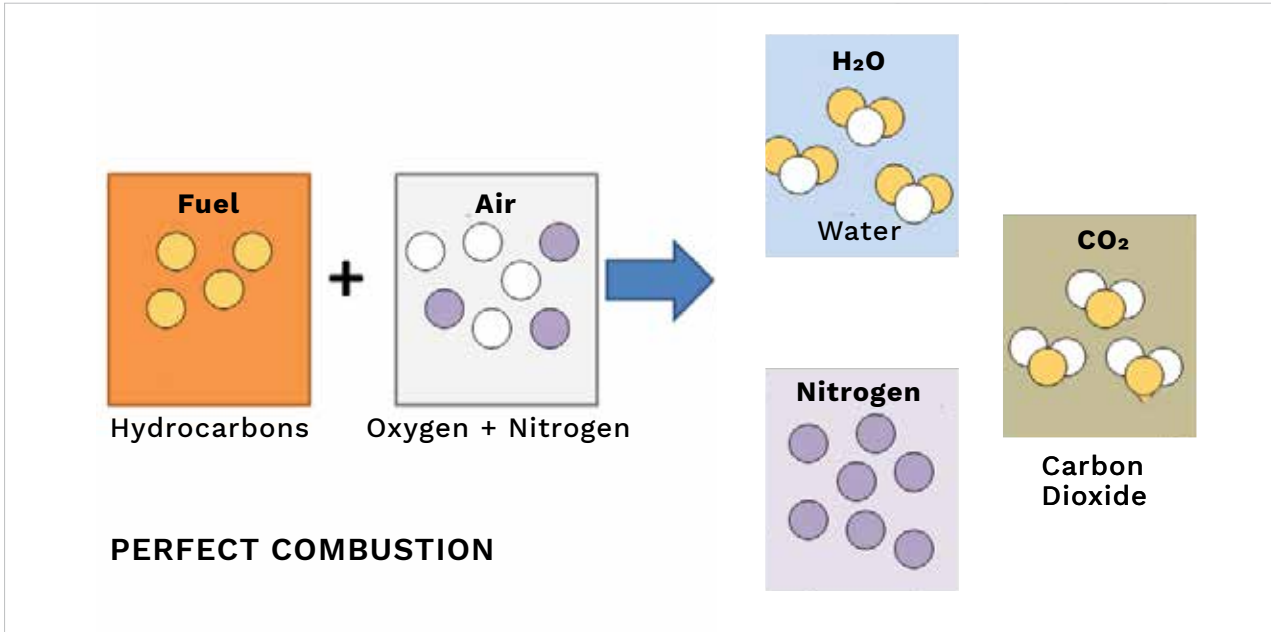 Fuel
Hydrocarbons
+
Air
Oxygen + Nitrogen
H₂O
Water
Nitrogen
CO₂
Carbon
Dioxide
PERFECT COMBUSTION